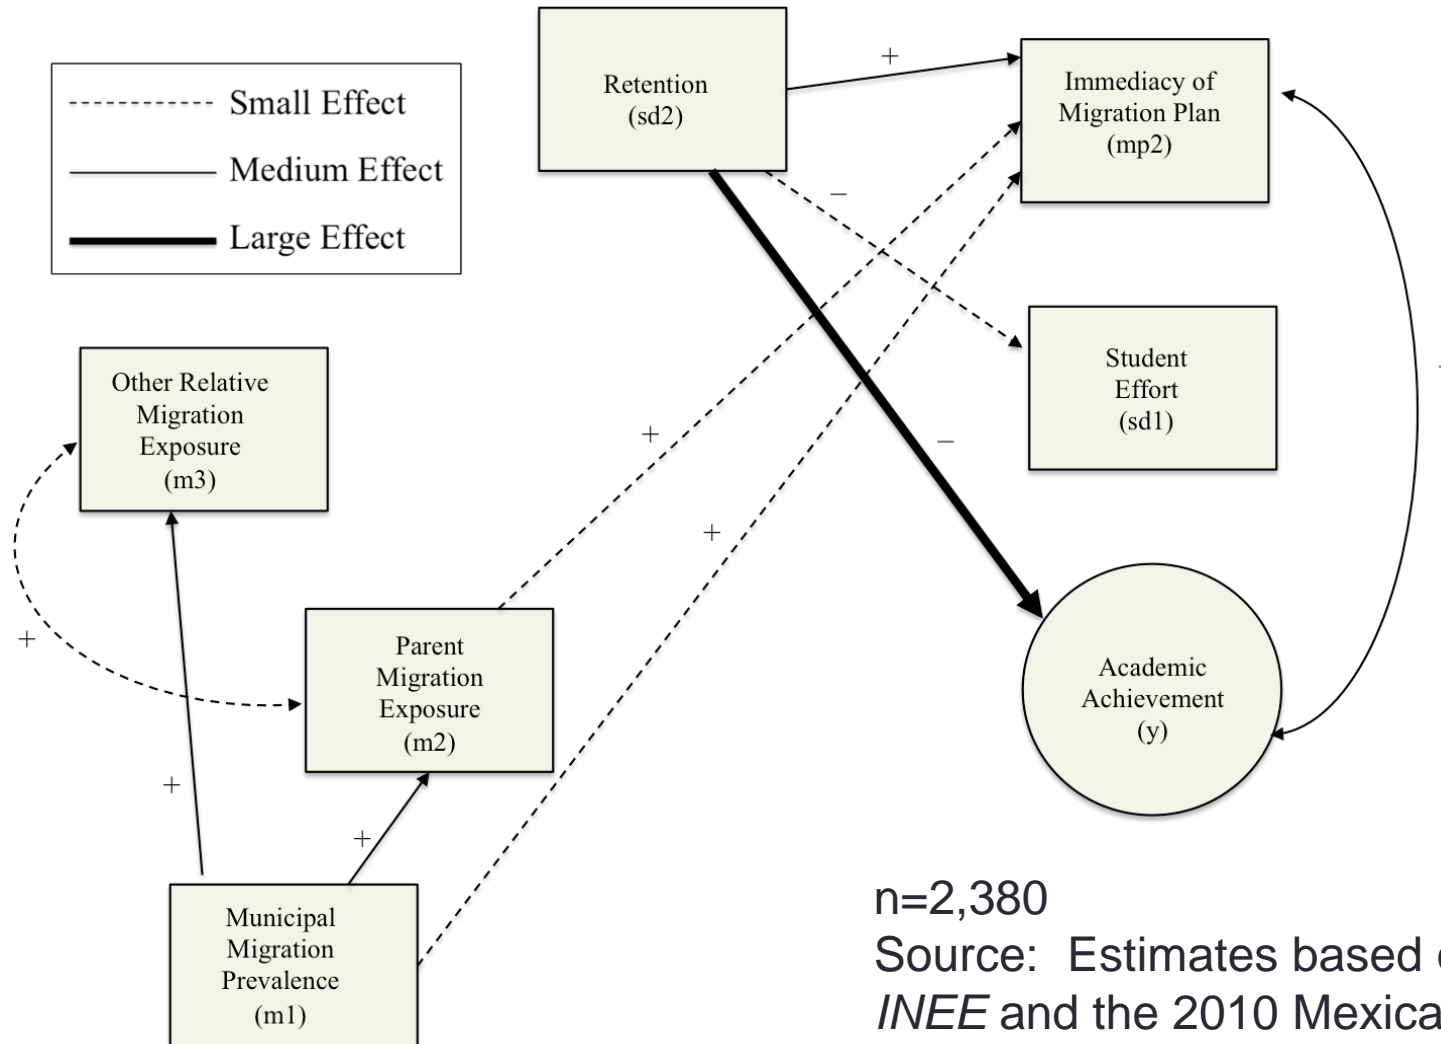 Small Effect
Medium Effect
Large Effect
Retention
(sd2)
+
Immediacy of
Migration Plan
(mp2)
–
Student
Effort
(sd1)
Other Relative
Migration
Exposure
(m3)
+
+
–
+
Parent
Migration
Exposure
(m2)
Academic
Achievement
(y)
+
+
Municipal
Migration
Prevalence
(m1)
n=2,380
Source: Estimates based
INEE and the 2010 Mexica